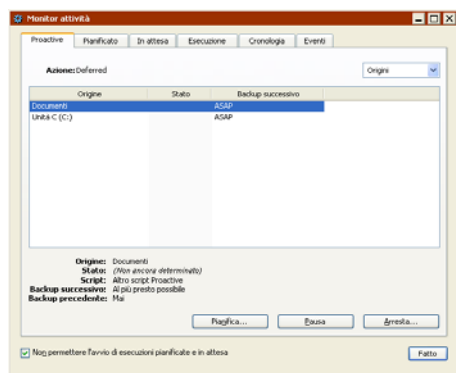 Monitor attività
Proactive Pianificato In attesa Esecuzione Cronologia Eventi
Azione: Deferred Origini
Origine Stato Backup successivo
Documenti ASAP
Unità C (C:) ASAP
Origine: Documenti
Stato: (Non ancora determinato)
Script: Altro script Proactive
Backup successivo: Al più presto possibile
Backup precedente: Mai
Pianifica... Pausa Arresta...
Non permettere l'avvio di esecuzioni pianificate e in attesa Fatto